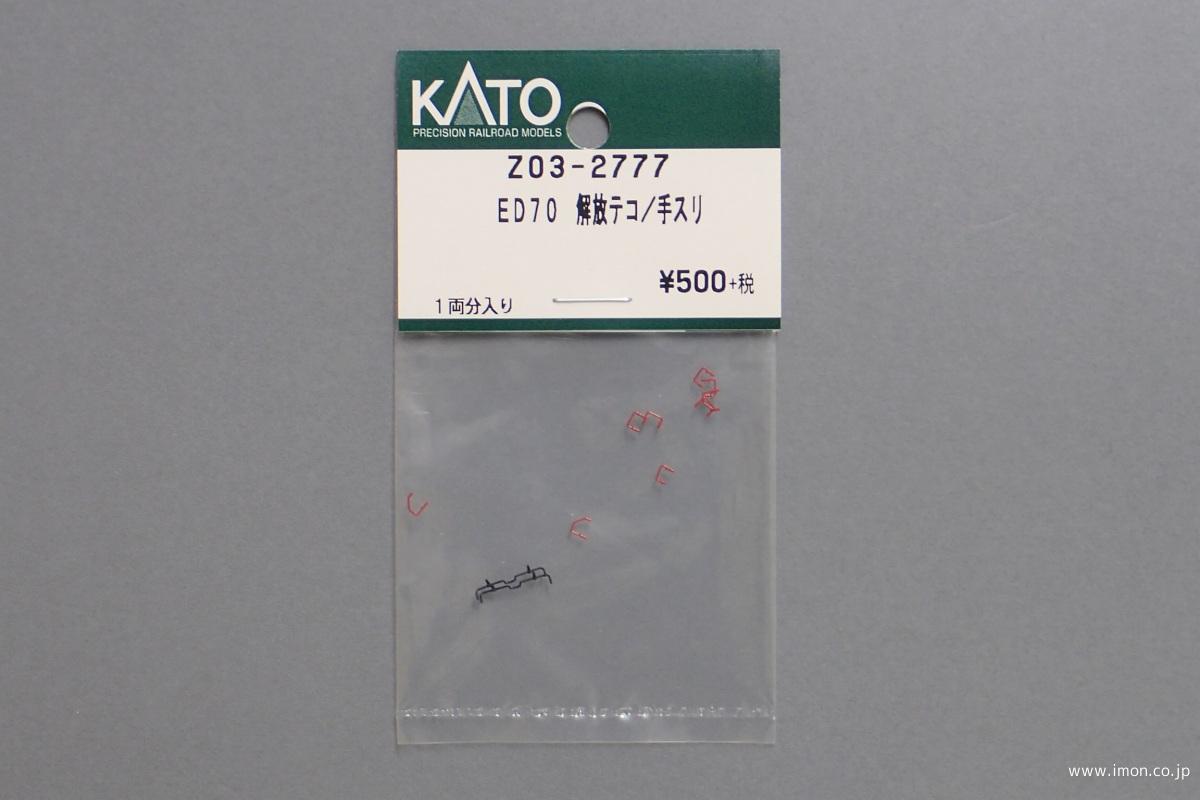 KATO
PRECISION RAILROAD MODELS
Z03-2777
ED70 解放テコ/手スリ
¥500+税
1両分入り
www.imon.co.jp